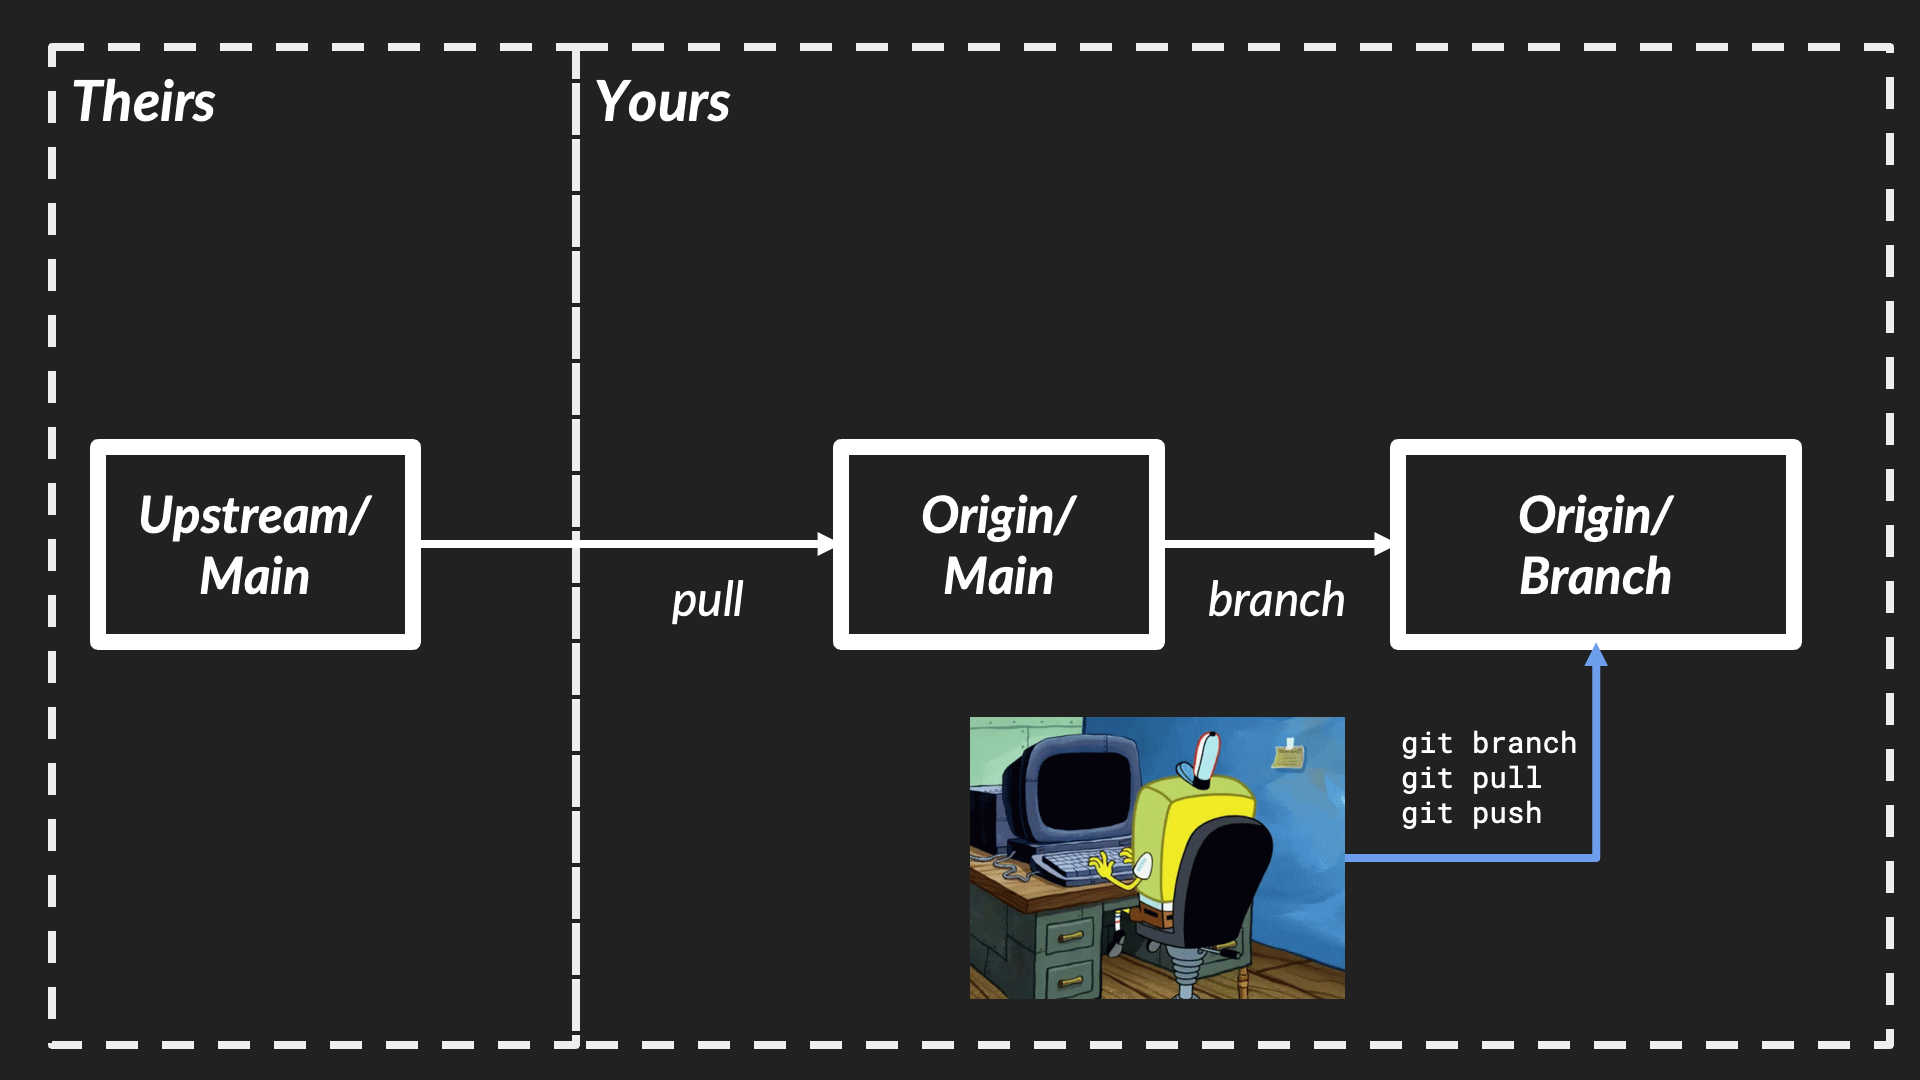 Theirs
Yours
Upstream/
Main
pull
Origin/
Main
branch
Origin/
Branch
git branch
git pull
git push